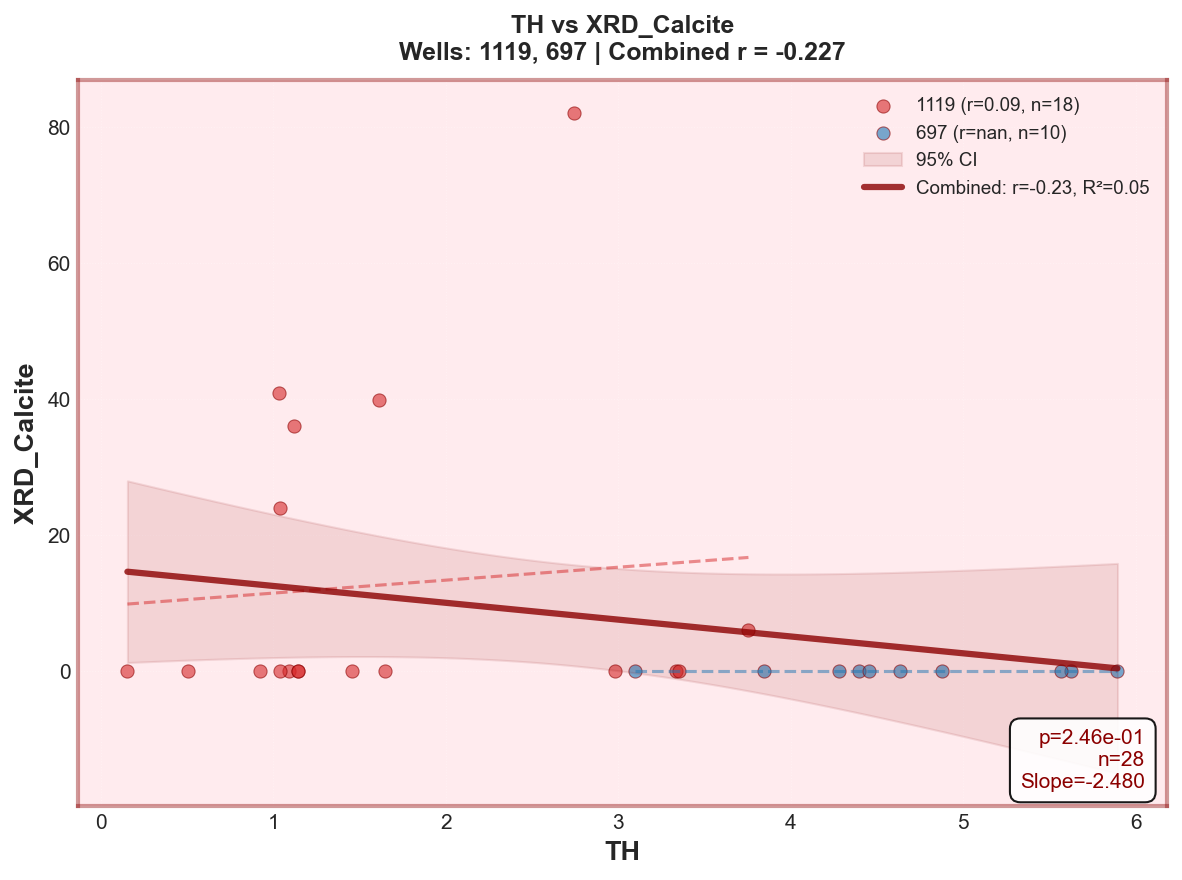 TH vs XRD_Calcite
Wells: 1119, 697 | Combined r = -0.227
1119 (r=0.09, n=18)
697 (r=nan, n=10)
95% CI
Combined: r=-0.23, R²=0.05
XRD_Calcite
80
60
40
20
0
p=2.46e-01
n=28
Slope=-2.480
0 1 2 3 4 5 6
TH